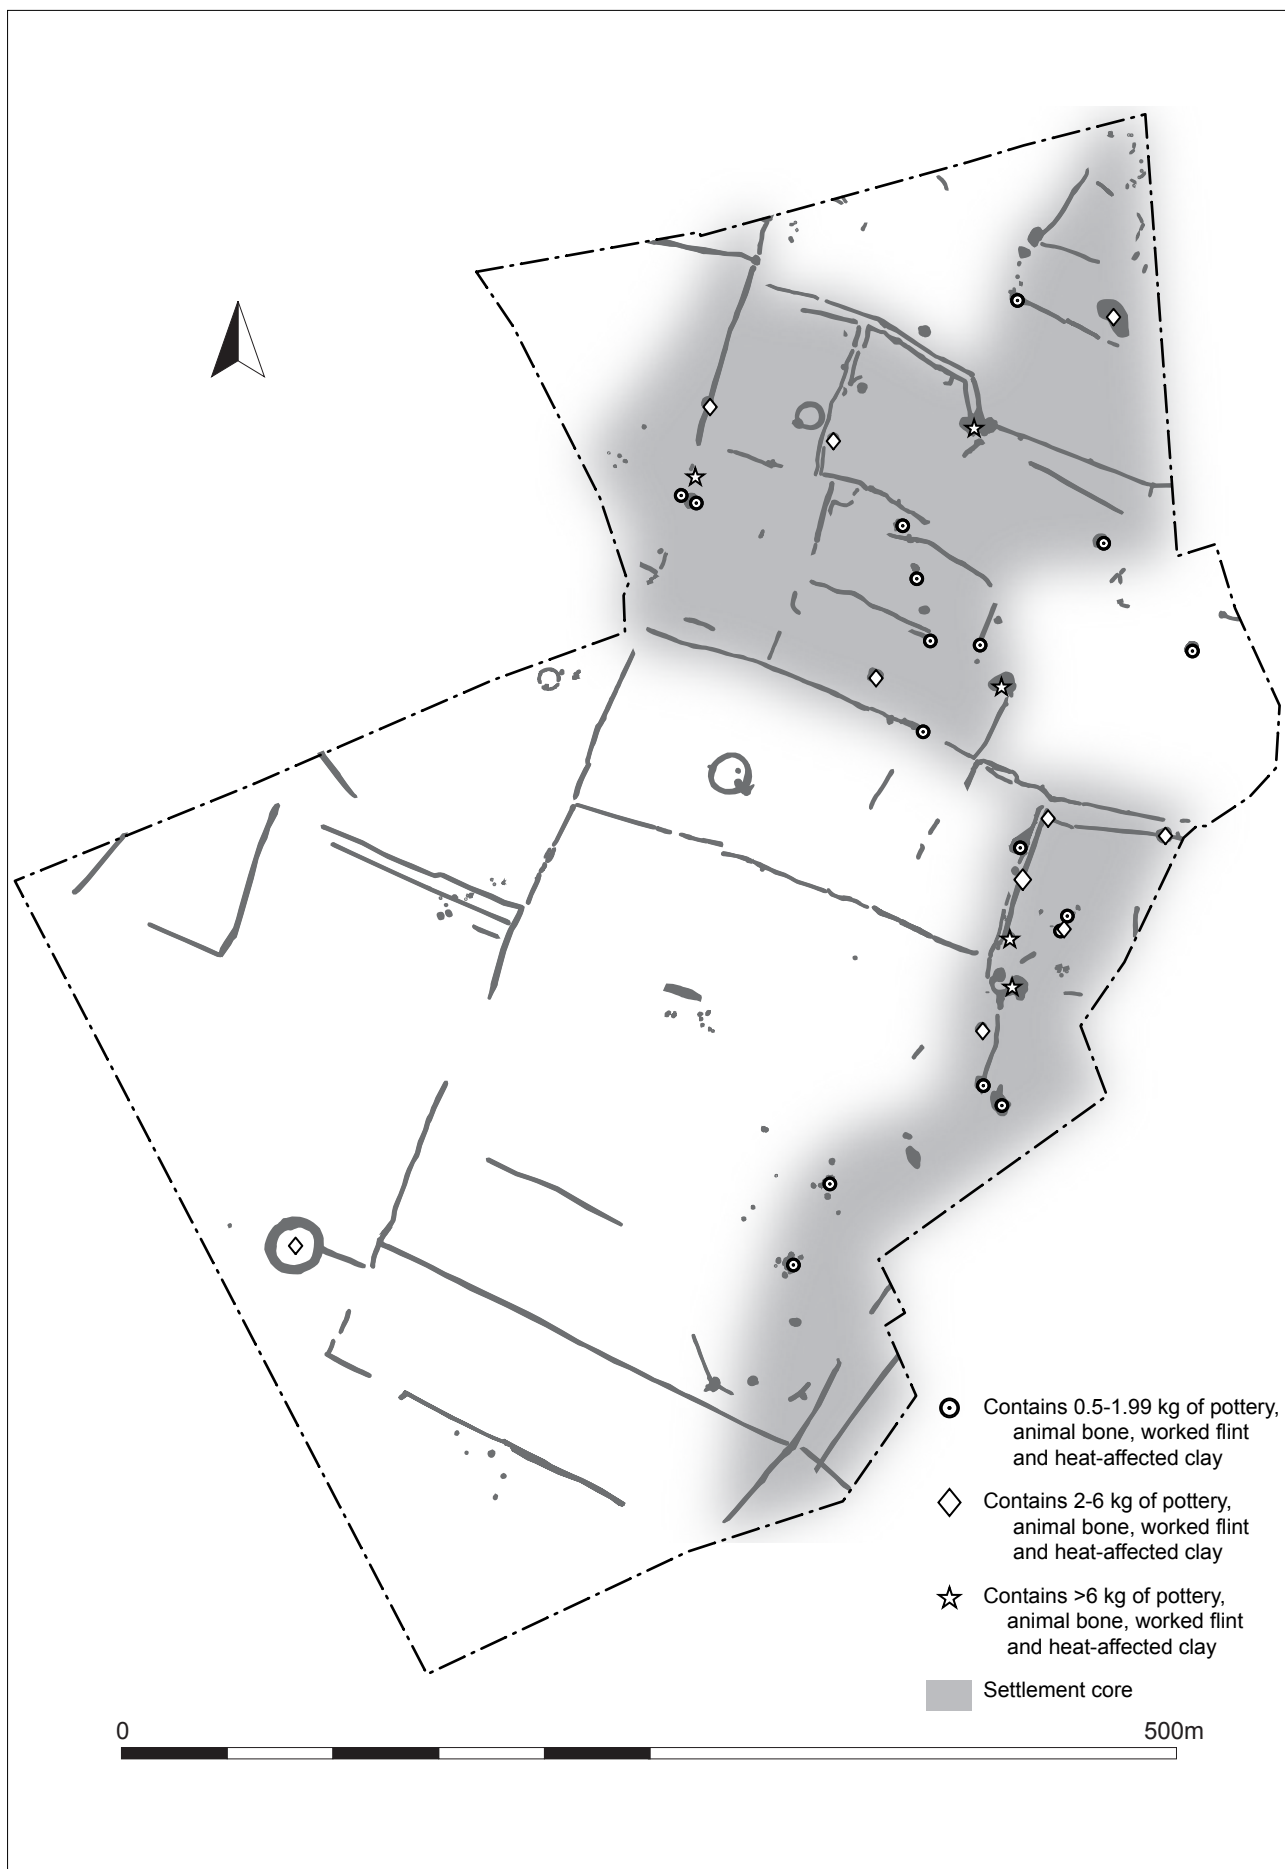 Contains 0.5-1.99 kg of pottery,
animal bone, worked flint
and heat-affected clay
Contains 2-6 kg of pottery,
animal bone, worked flint
and heat-affected clay
Contains >6 kg of pottery,
animal bone, worked flint
and heat-affected clay
Settlement core
0 500m